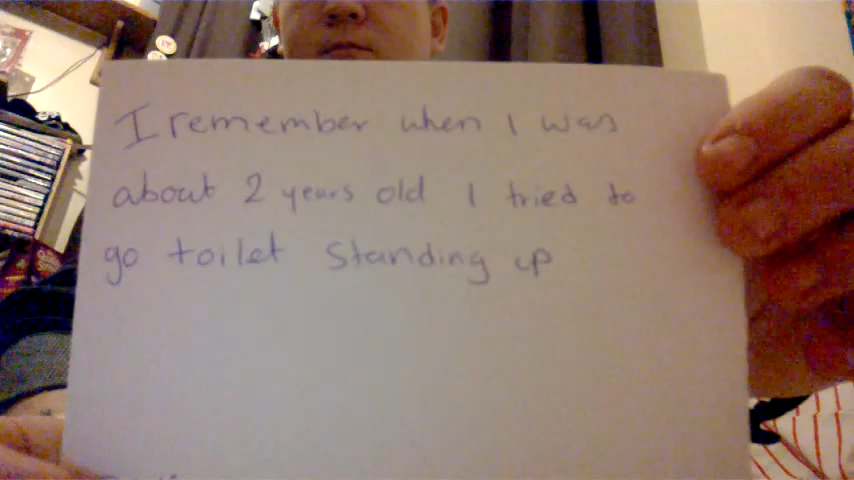 I remember when I was
about 2 years old I tried to
go toilet standing up